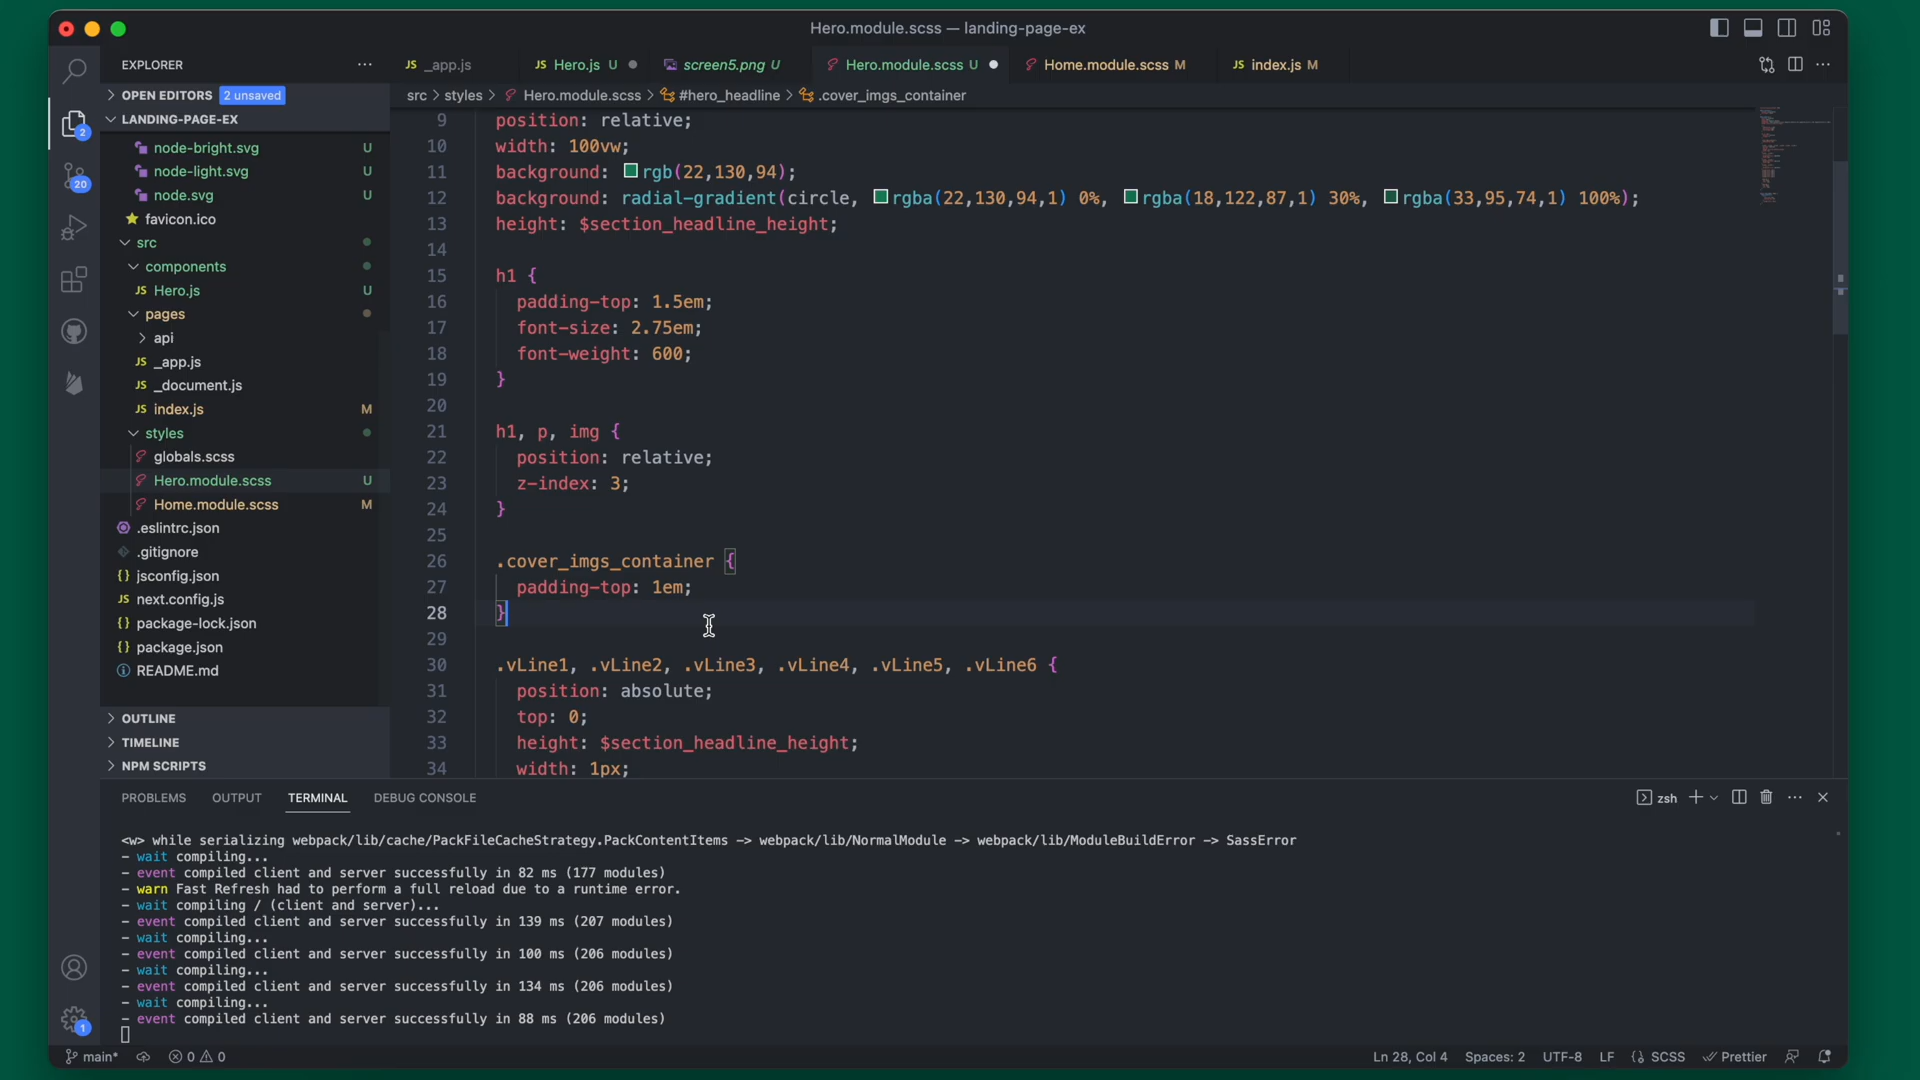 Hero.module.scss — landing-page-ex
EXPLORER
OPEN EDITORS 2 unsaved
LANDING-PAGE-EX
node-bright.svg U
node-light.svg U
node.svg U
favicon.ico
src
components
JS Hero.js U
pages
api
JS _app.js
JS _document.js
JS index.js M
styles
globals.scss
Hero.module.scss U
Home.module.scss M
.eslintrc.json
.gitignore
{} jsconfig.json
JS next.config.js
{} package-lock.json
{} package.json
README.md
OUTLINE
TIMELINE
NPM SCRIPTS
2
20
1
JS _app.js JS Hero.js U screen5.png U Hero.module.scss U Home.module.scss M JS index.js M
src > styles > Hero.module.scss > #hero_headline > .cover_imgs_container
9 position: relative;
10 width: 100vw;
11 background: rgb(22,130,94);
12 background: radial-gradient(circle, rgba(22,130,94,1) 0%, rgba(18,122,87,1) 30%, rgba(33,95,74,1) 100%);
13 height: $section_headline_height;
14
15 h1 {
16 padding-top: 1.5em;
17 font-size: 2.75em;
18 font-weight: 600;
19 }
20
21 h1, p, img {
22 position: relative;
23 z-index: 3;
24 }
25
26 .cover_imgs_container {
27 padding-top: 1em;
28 }
29
30 .vLine1, .vLine2, .vLine3, .vLine4, .vLine5, .vLine6 {
31 position: absolute;
32 top: 0;
33 height: $section_headline_height;
34 width: 1px;
PROBLEMS OUTPUT TERMINAL DEBUG CONSOLE zsh
<w> while serializing webpack/lib/cache/PackFileCacheStrategy.PackContentItems -> webpack/lib/NormalModule -> webpack/lib/ModuleBuildError -> SassError
- wait compiling...
- event compiled client and server successfully in 82 ms (177 modules)
- warn Fast Refresh had to perform a full reload due to a runtime error.
- wait compiling / (client and server)...
- event compiled client and server successfully in 139 ms (207 modules)
- wait compiling...
- event compiled client and server successfully in 100 ms (206 modules)
- wait compiling...
- event compiled client and server successfully in 134 ms (206 modules)
- wait compiling...
- event compiled client and server successfully in 88 ms (206 modules)
main* 0 0 Ln 28, Col 4 Spaces: 2 UTF-8 LF {} SCSS Prettier